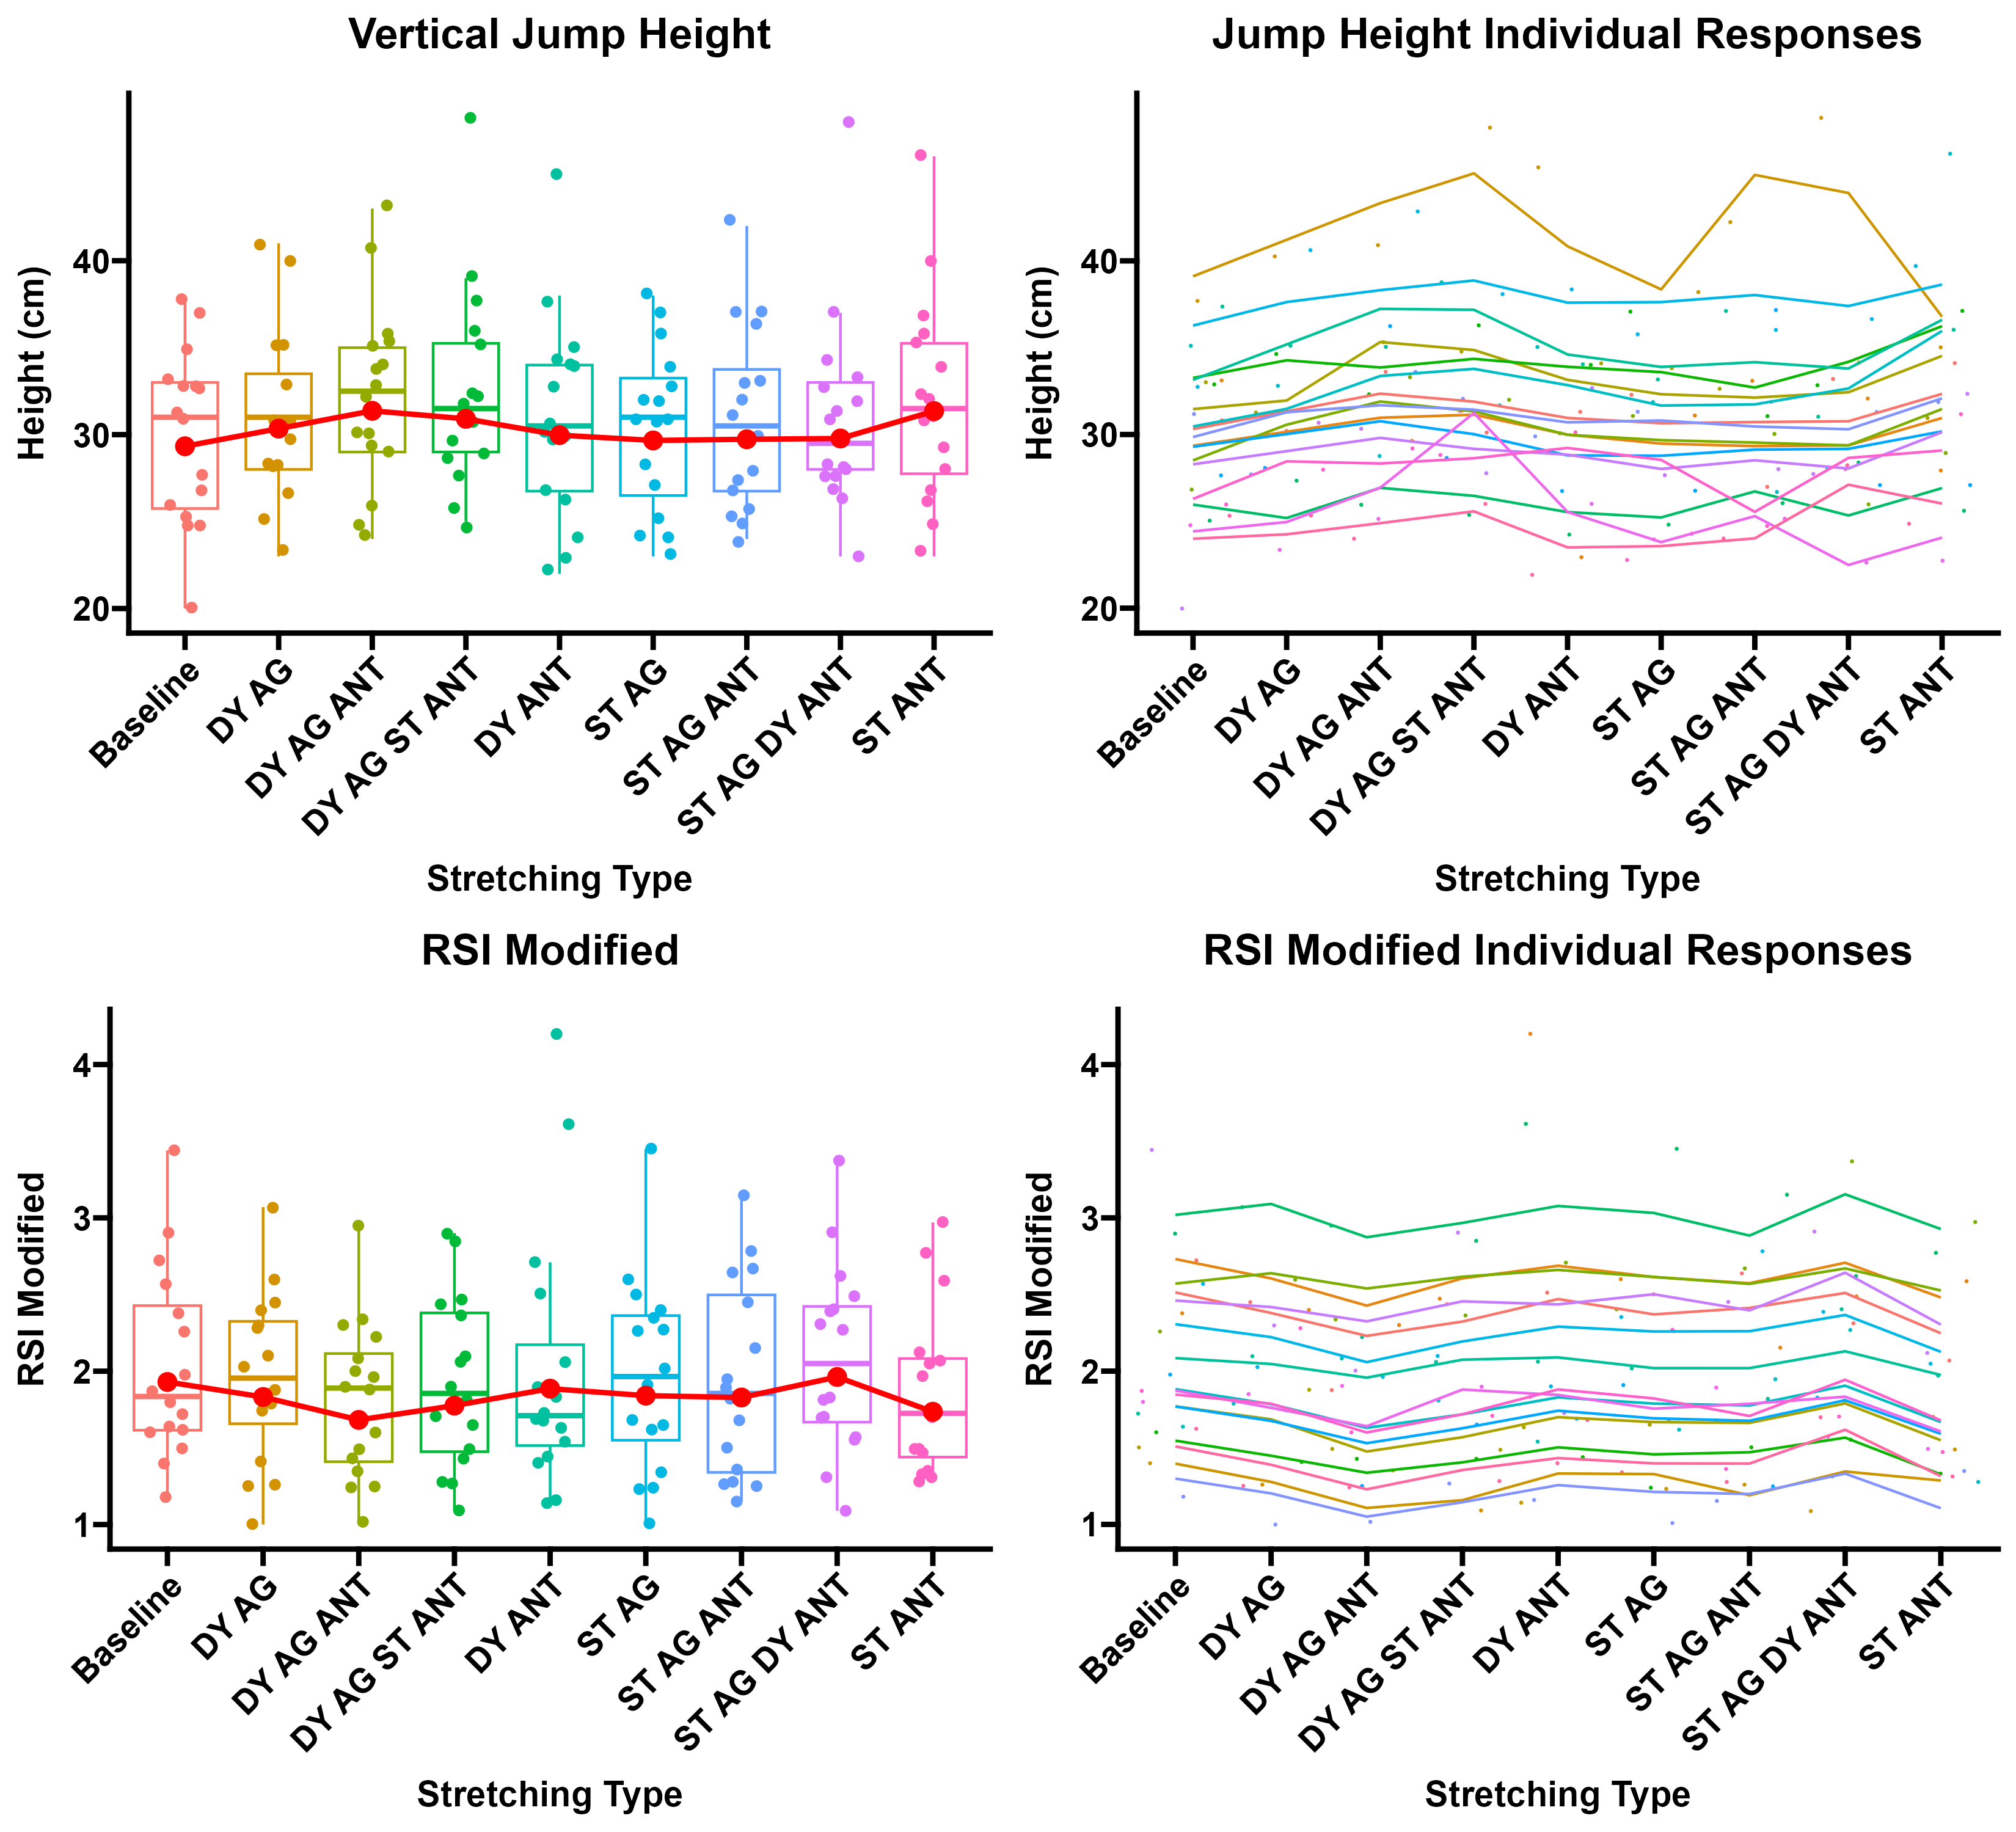 Vertical Jump Height
Height (cm)
40
30
20
Baseline
DY AG
DY AG ANT
DY AG ST ANT
DY ANT
ST AG
ST AG ANT
ST AG DY ANT
ST ANT
Stretching Type
Jump Height Individual Responses
Height (cm)
40
30
20
Baseline
DY AG
DY AG ANT
DY AG ST ANT
DY ANT
ST AG
ST AG ANT
ST AG DY ANT
ST ANT
Stretching Type
RSI Modified
RSI Modified
4
3
2
1
Baseline
DY AG
DY AG ANT
DY AG ST ANT
DY ANT
ST AG
ST AG ANT
ST AG DY ANT
ST ANT
Stretching Type
RSI Modified Individual Responses
RSI Modified
4
3
2
1
Baseline
DY AG
DY AG ANT
DY AG ST ANT
DY ANT
ST AG
ST AG ANT
ST AG DY ANT
ST ANT
Stretching Type